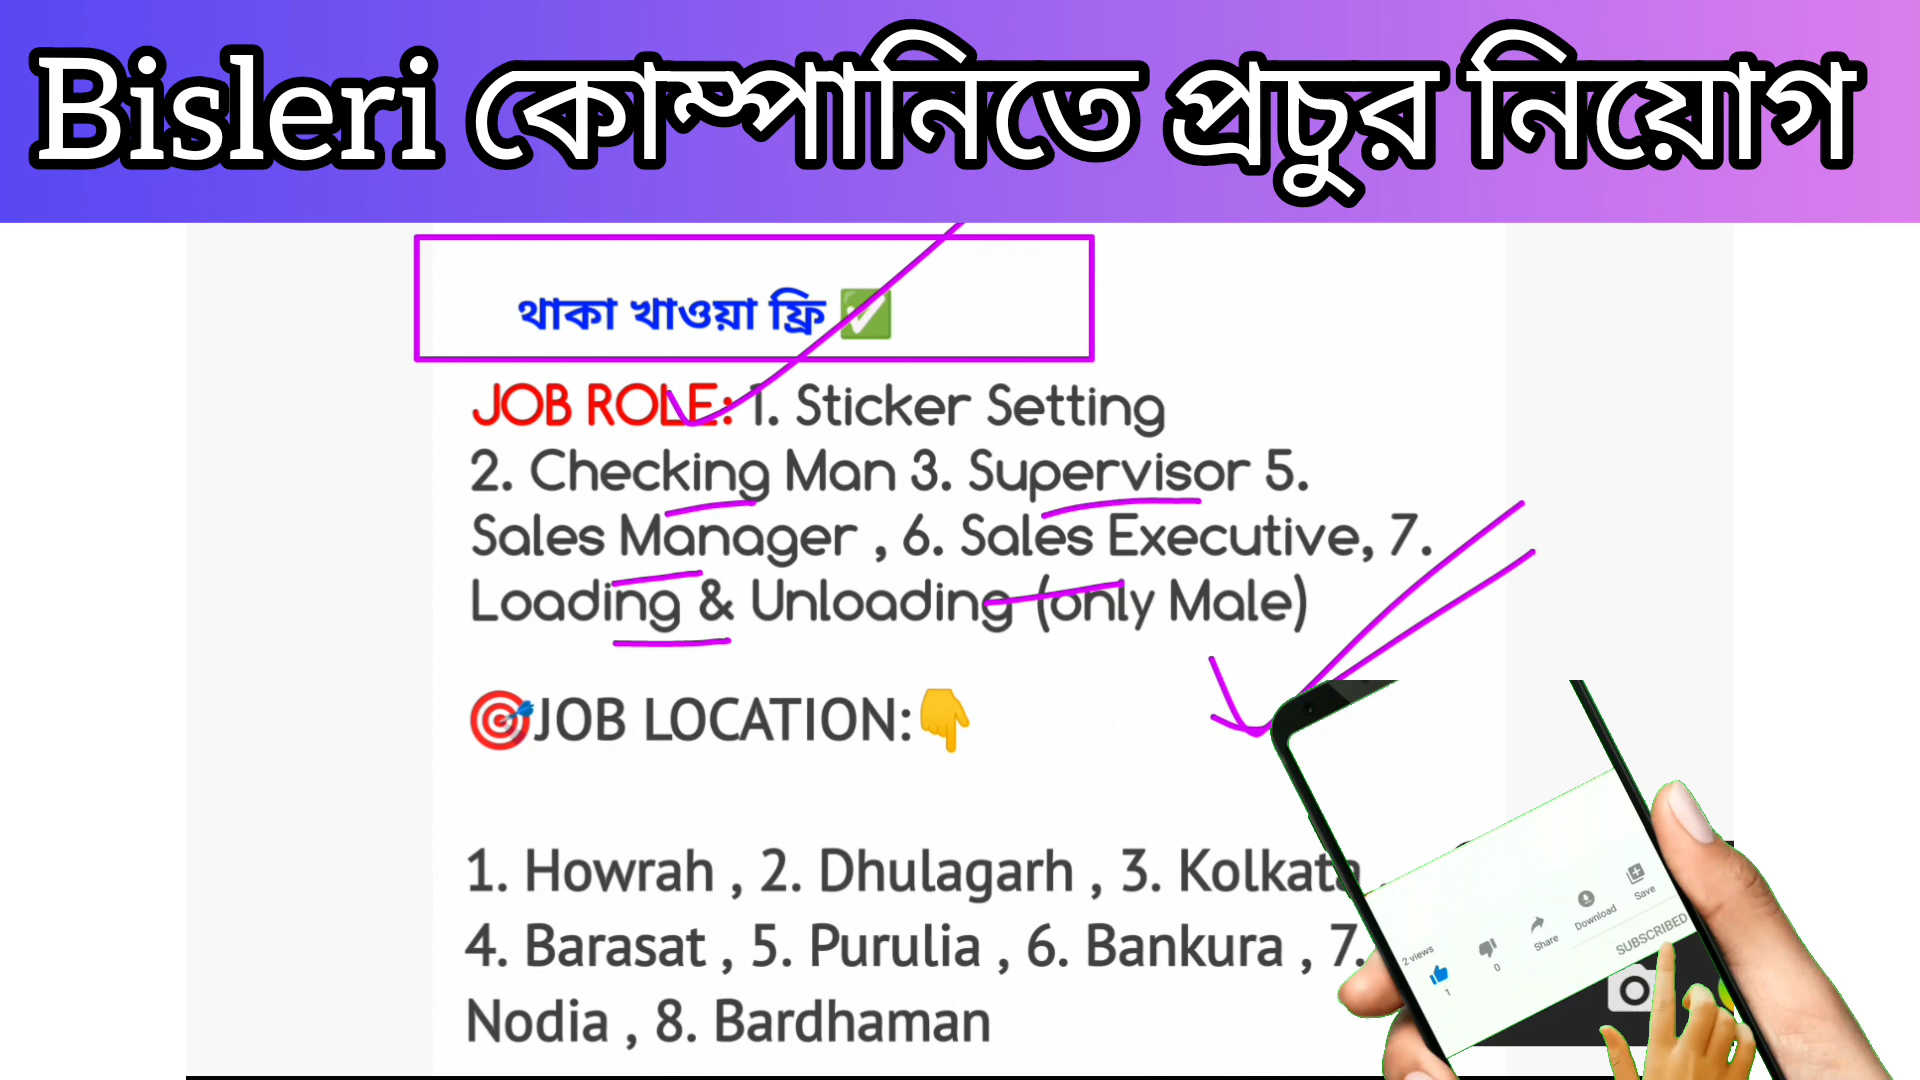 Bisleri কোম্পানিতে প্রচুর নিয়োগ
থাকা খাওয়া ফ্রি ✅
JOB ROLE: 1. Sticker Setting
2. Checking Man 3. Supervisor 5.
Sales Manager , 6. Sales Executive, 7.
Loading & Unloading (only Male)
🎯JOB LOCATION:👇
1. Howrah , 2. Dhulagarh , 3. Kolkata
4. Barasat , 5. Purulia , 6. Bankura , 7.
Nodia , 8. Bardhaman
2 views
1
0
Share
Download
Save
SUBSCRIBED